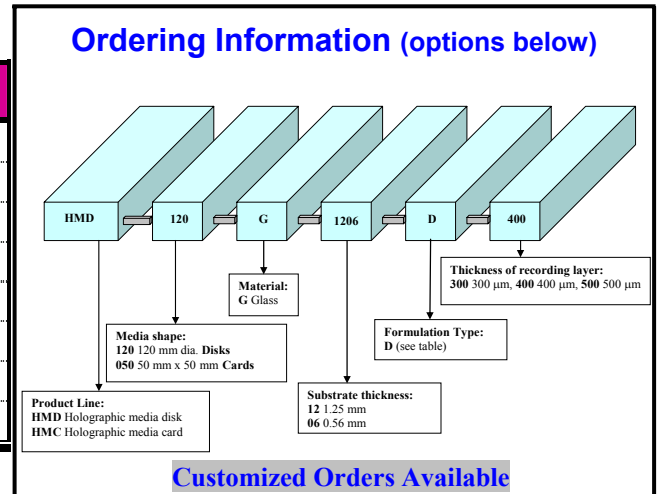 Ordering Information (options below)
HMD 120 G 1206 D 400
Thickness of recording layer:
300 300 µm, 400 400 µm, 500 500 µm
Material:
G Glass
Formulation Type:
D (see table)
Media shape:
120 120 mm dia. Disks
050 50 mm x 50 mm Cards
Substrate thickness:
12 1.25 mm
06 0.56 mm
Product Line:
HMD Holographic media disk
HMC Holographic media card
Customized Orders Available